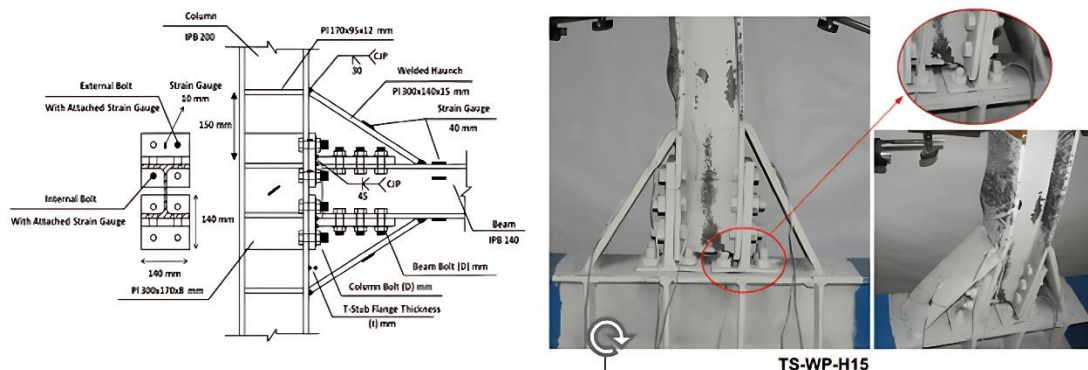 Column
IPB 200
Pl 170x95x12 mm
CJP
30
Welded Haunch
Pl 300x140x15 mm
Strain Gauge
40 mm
External Bolt
With Attached Strain Gauge
Strain Gauge
10 mm
150 mm
Internal Bolt
With Attached Strain Gauge
140 mm
140 mm
CJP
45
Beam
IPB 140
Beam Bolt (D) mm
Pl 300x170x8 mm
Column Bolt (D) mm
T-Stub Flange Thickness
(t) mm
TS-WP-H15